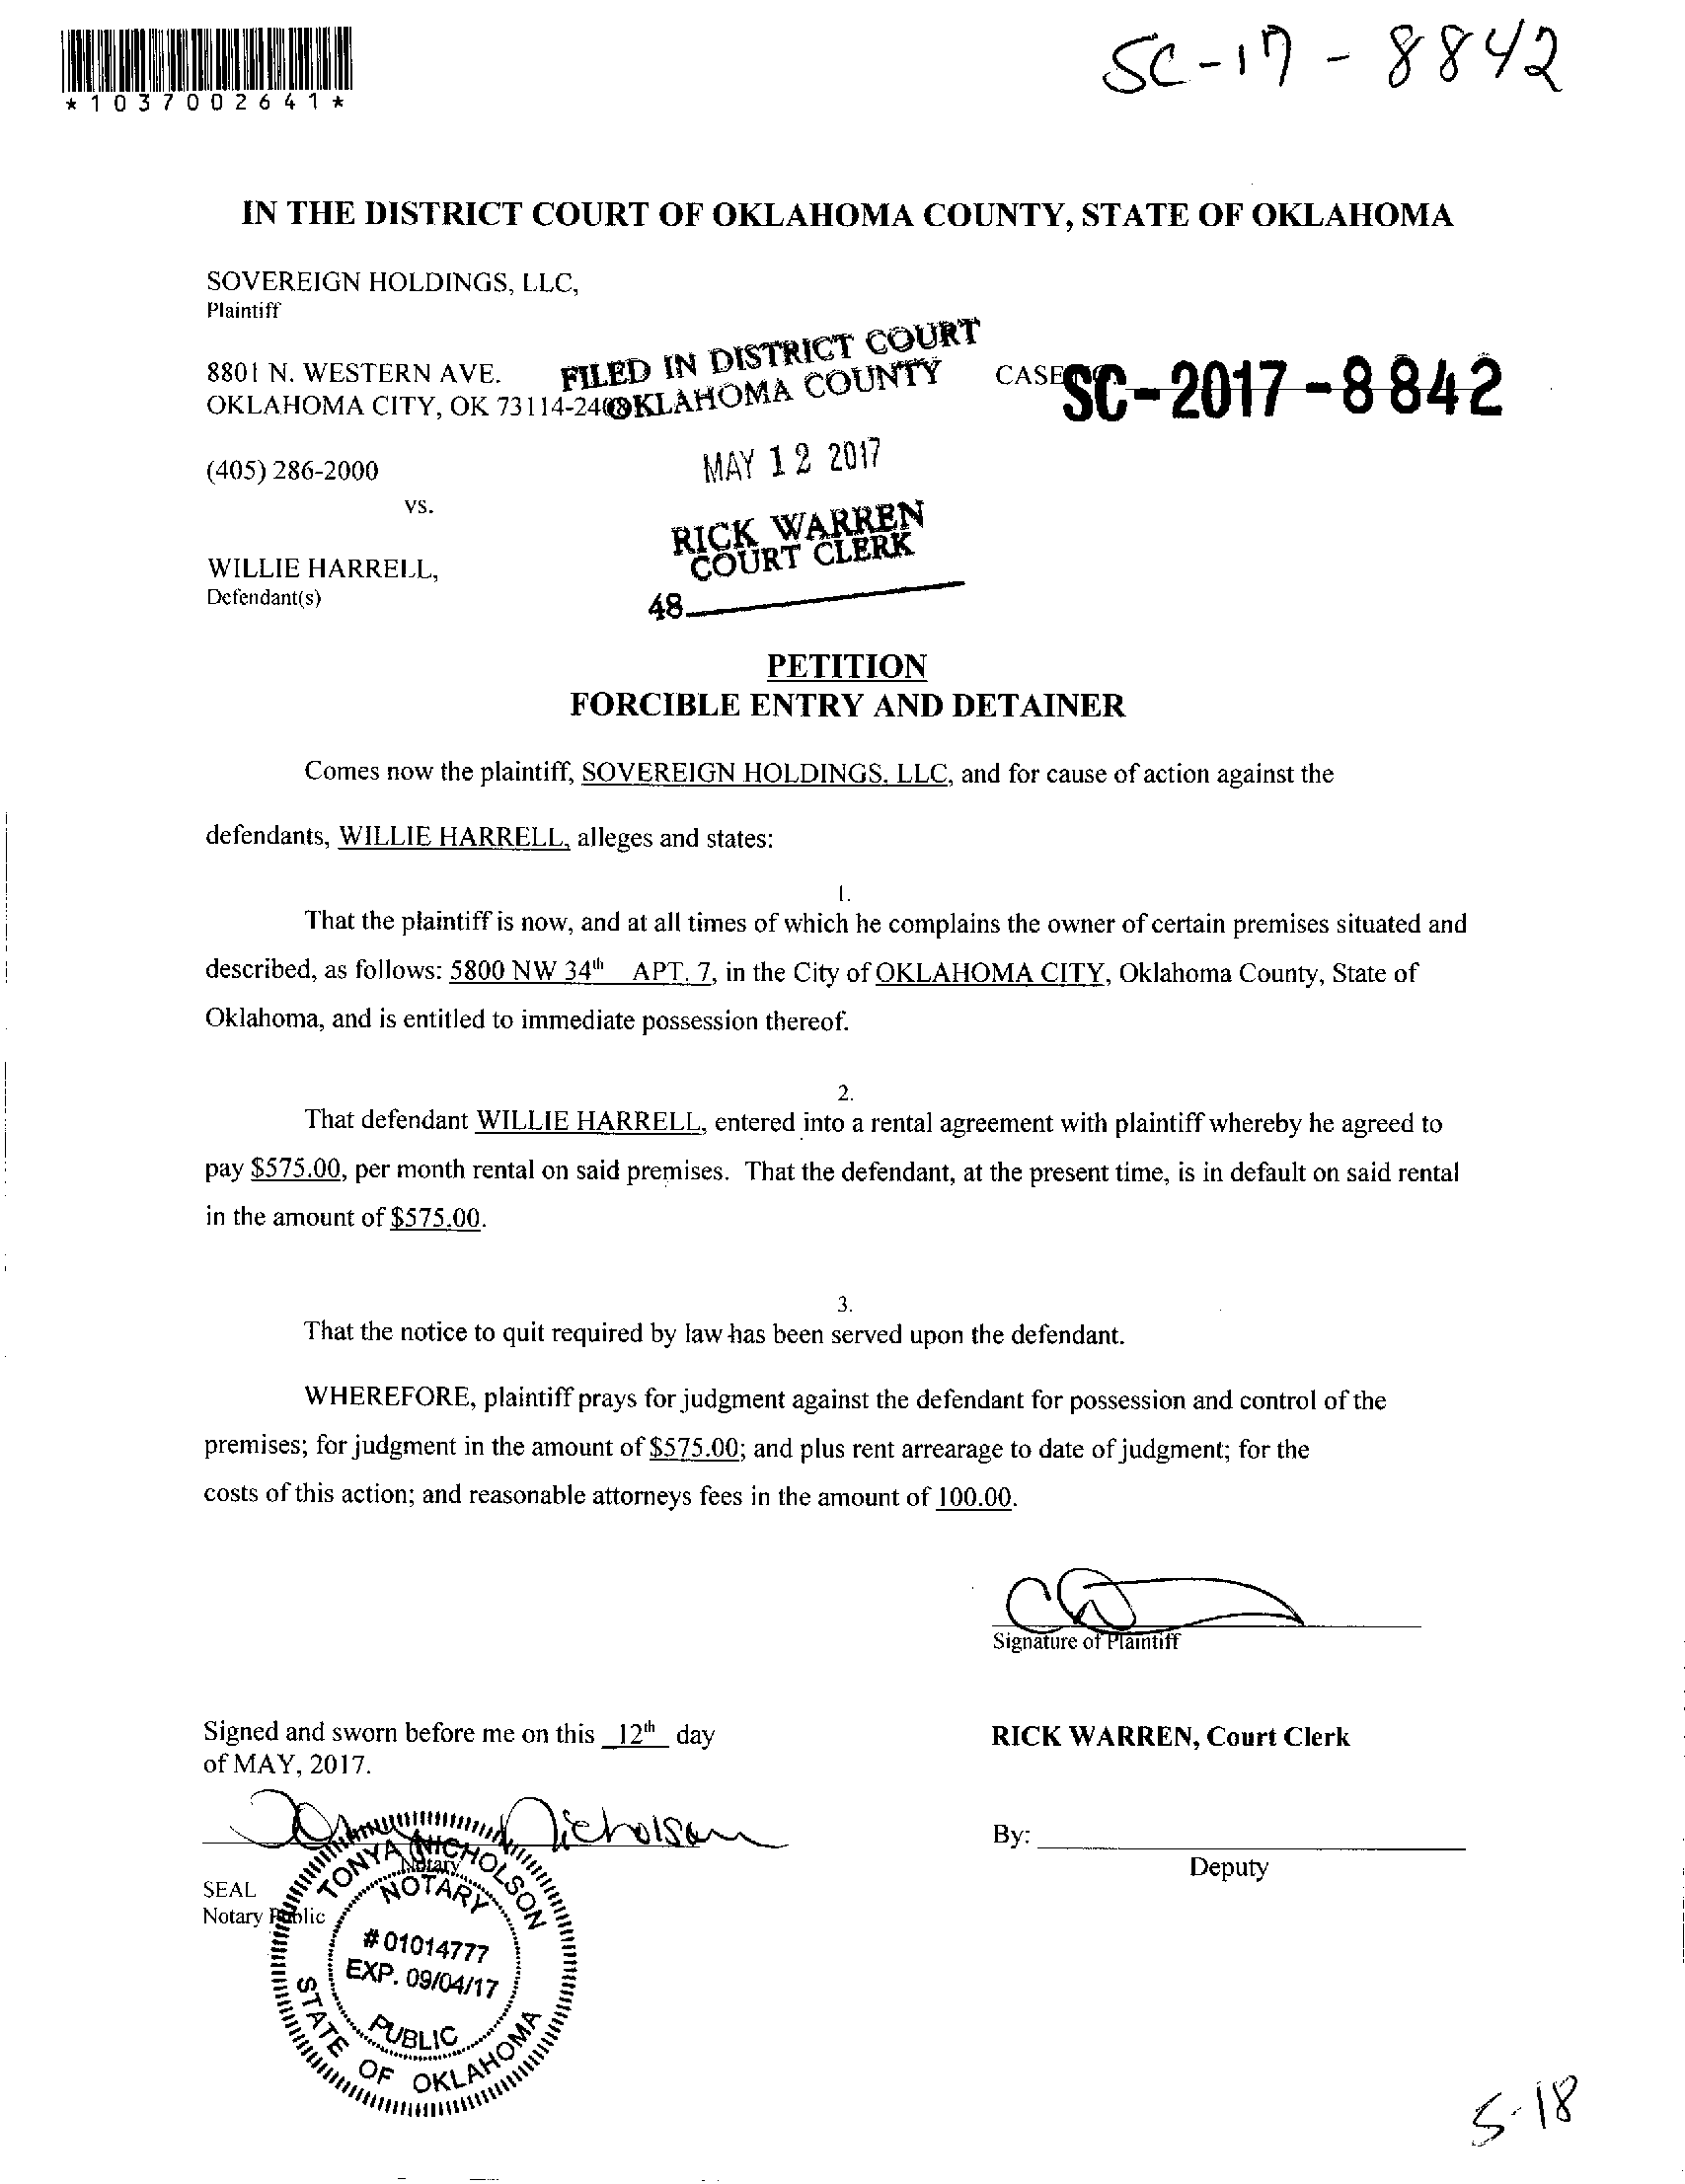 *1037002641*
SC-17-8842
IN THE DISTRICT COURT OF OKLAHOMA COUNTY, STATE OF OKLAHOMA
SOVEREIGN HOLDINGS, LLC,
Plaintiff
8801 N. WESTERN AVE.
OKLAHOMA CITY, OK 73114-2408
FILED IN DISTRICT COURT
OKLAHOMA COUNTY
CASE SC-2017-8842
(405) 286-2000
MAY 12 2017
vs.
RICK WARREN
COURT CLERK
WILLIE HARRELL,
Defendant(s)
48
PETITION
FORCIBLE ENTRY AND DETAINER
Comes now the plaintiff, SOVEREIGN HOLDINGS. LLC, and for cause of action against the
defendants, WILLIE HARRELL, alleges and states:
1.
That the plaintiff is now, and at all times of which he complains the owner of certain premises situated and
described, as follows: 5800 NW 34th APT. 7, in the City of OKLAHOMA CITY, Oklahoma County, State of
Oklahoma, and is entitled to immediate possession thereof.
2.
That defendant WILLIE HARRELL, entered into a rental agreement with plaintiff whereby he agreed to
pay $575.00, per month rental on said premises. That the defendant, at the present time, is in default on said rental
in the amount of $575.00.
3.
That the notice to quit required by law has been served upon the defendant.
WHEREFORE, plaintiff prays for judgment against the defendant for possession and control of the
premises; for judgment in the amount of $575.00; and plus rent arrearage to date of judgment; for the
costs of this action; and reasonable attorneys fees in the amount of 100.00.
Signature of Plaintiff
Signed and sworn before me on this 12th day
of MAY, 2017.
RICK WARREN, Court Clerk
Tonya Nicholson
Notary
By:
Deputy
SEAL
Notary Public
TONYA NICHOLSON
NOTARY
#01014777
EXP. 09/04/17
PUBLIC
STATE OF OKLAHOMA
5-18